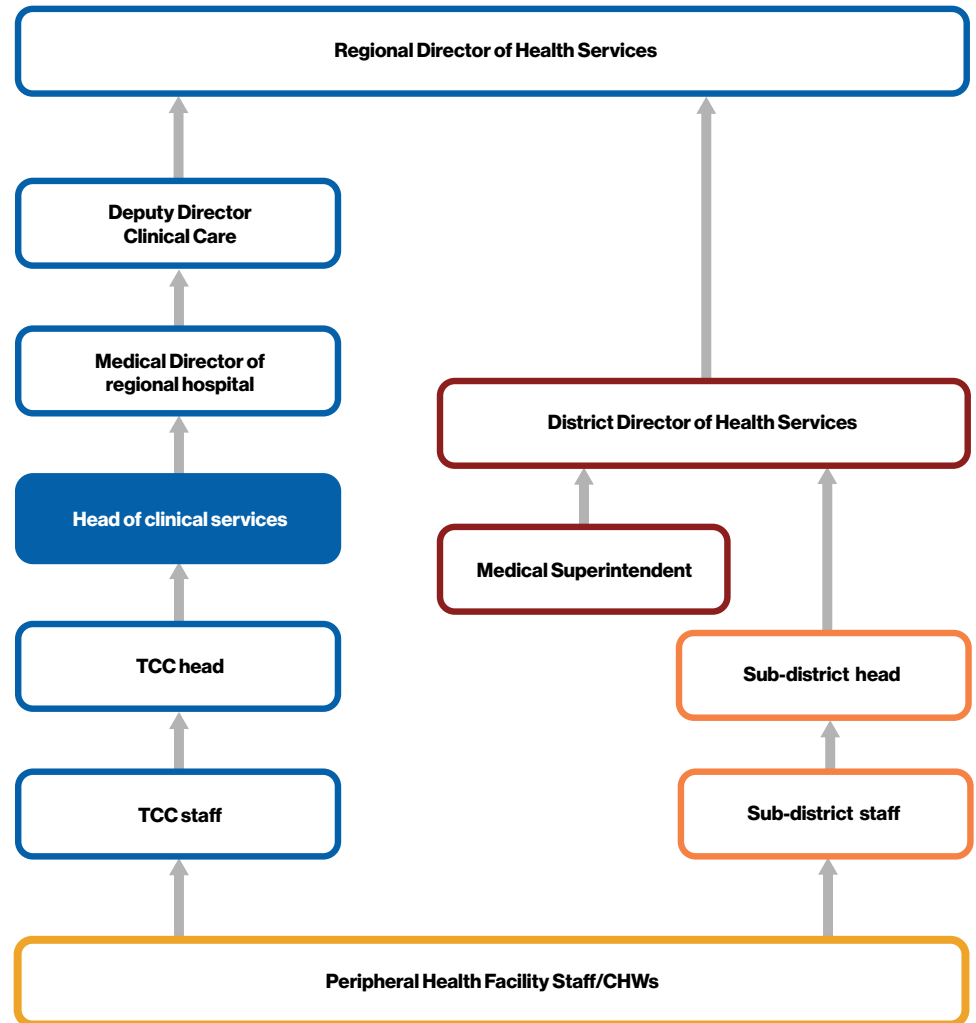 Regional Director of Health Services
Deputy Director
Clinical Care
Medical Director of
regional hospital
District Director of Health Services
Head of clinical services
Medical Superintendent
TCC head
Sub-district head
TCC staff
Sub-district staff
Peripheral Health Facility Staff/CHWs